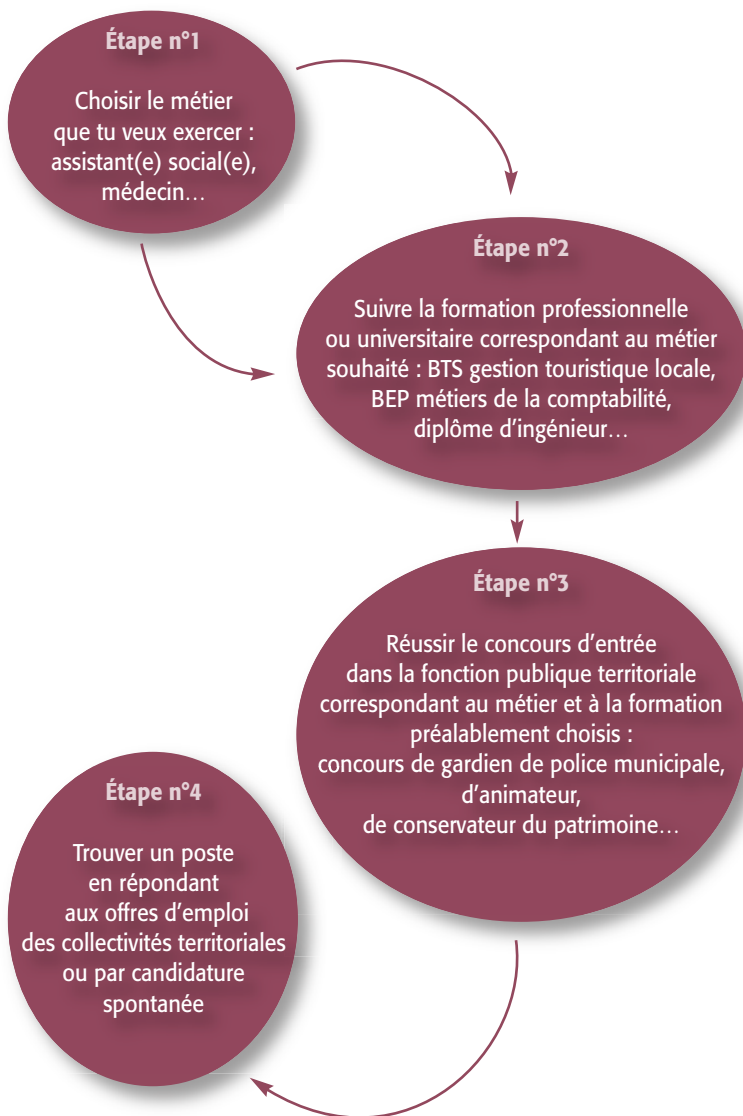 Étape n°1
Choisir le métier
que tu veux exercer :
assistant(e) social(e),
médecin…
Étape n°2
Suivre la formation professionnelle
ou universitaire correspondant au métier
souhaité : BTS gestion touristique locale,
BEP métiers de la comptabilité,
diplôme d’ingénieur…
Étape n°3
Réussir le concours d’entrée
dans la fonction publique territoriale
correspondant au métier et à la formation
préalablement choisis :
concours de gardien de police municipale,
d’animateur,
de conservateur du patrimoine…
Étape n°4
Trouver un poste
en répondant
aux offres d’emploi
des collectivités territoriales
ou par candidature
spontanée